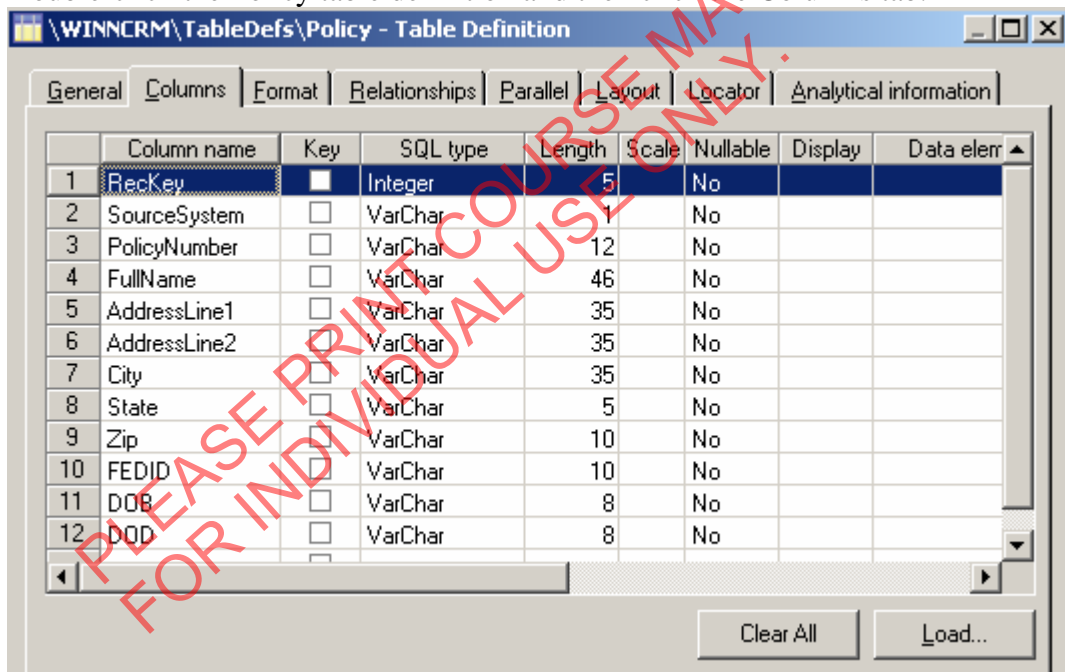 \WINNCRM\TableDefs\Policy - Table Definition
General Columns Format Relationships Parallel Layout Locator Analytical information
Column name Key SQL type Length Scale Nullable Display Data elem
1 RecKey Integer 5 No
2 SourceSystem VarChar 1 No
3 PolicyNumber VarChar 12 No
4 FullName VarChar 46 No
5 AddressLine1 VarChar 35 No
6 AddressLine2 VarChar 35 No
7 City VarChar 35 No
8 State VarChar 5 No
9 Zip VarChar 10 No
10 FEDID VarChar 10 No
11 DOB VarChar 8 No
12 DOD VarChar 8 No
Clear All Load...
PLEASE PRINT COURSE MA
FOR INDIVIDUAL USE ONLY.